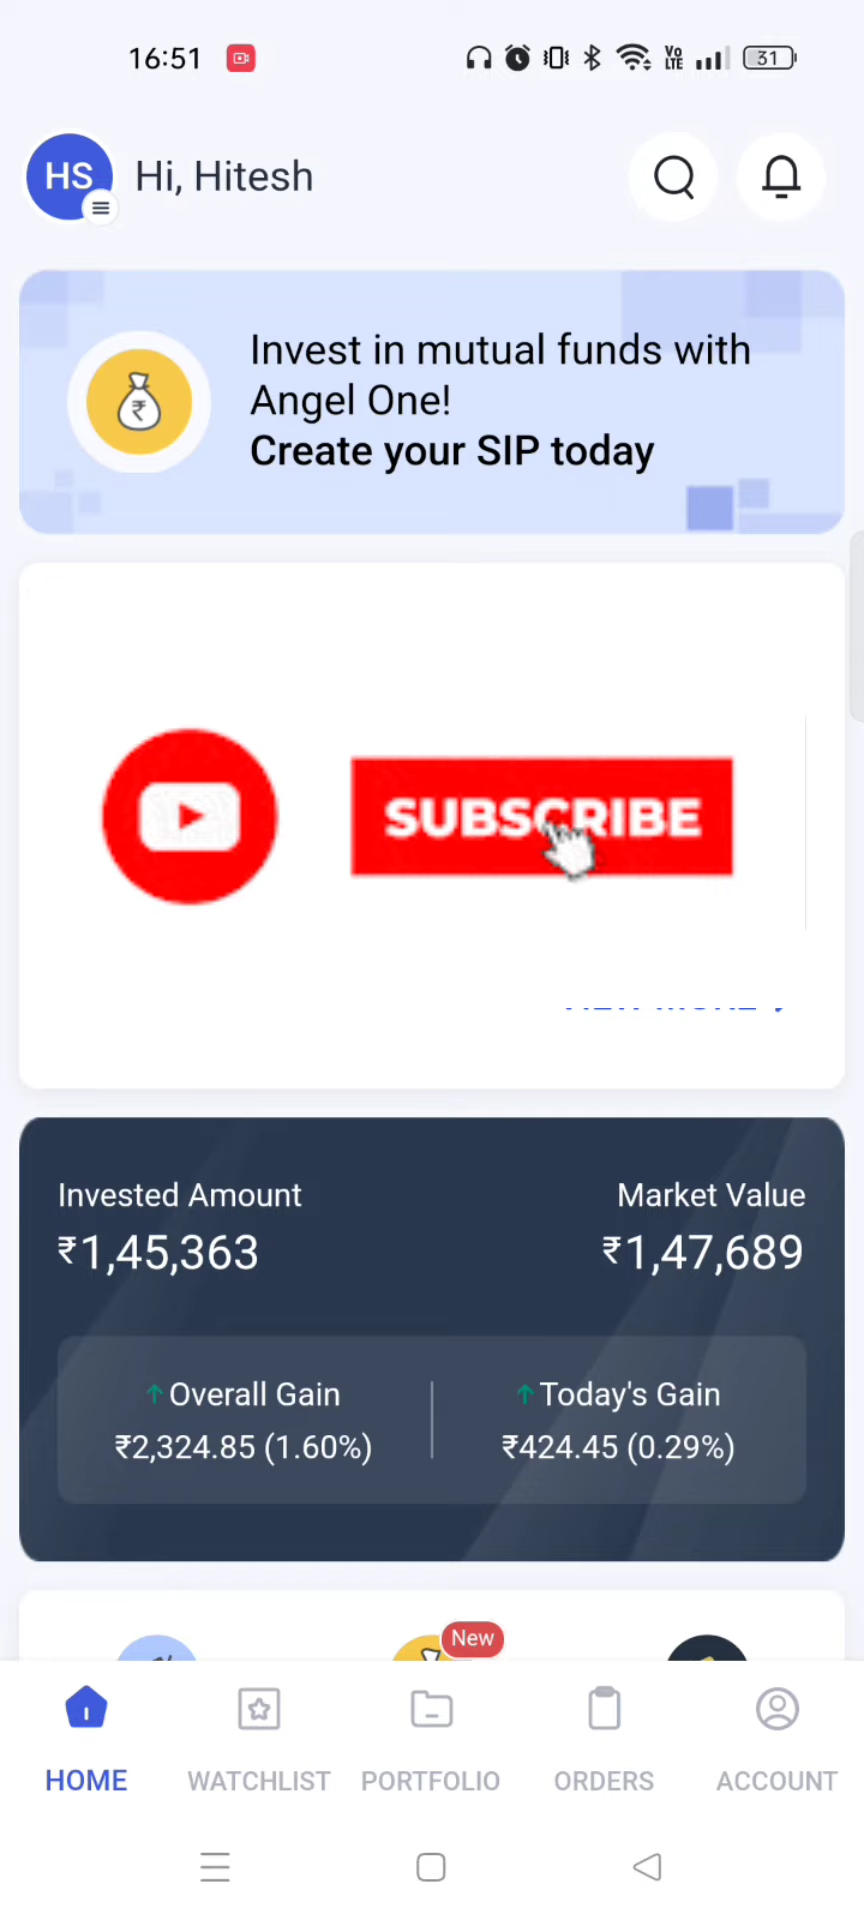 16:51
Vo
LTE
31
HS
Hi, Hitesh
Invest in mutual funds with
Angel One!
Create your SIP today
SUBSCRIBE
Invested Amount
Market Value
₹1,45,363
₹1,47,689
Overall Gain
Today's Gain
₹2,324.85 (1.60%)
₹424.45 (0.29%)
New
HOME
WATCHLIST
PORTFOLIO
ORDERS
ACCOUNT